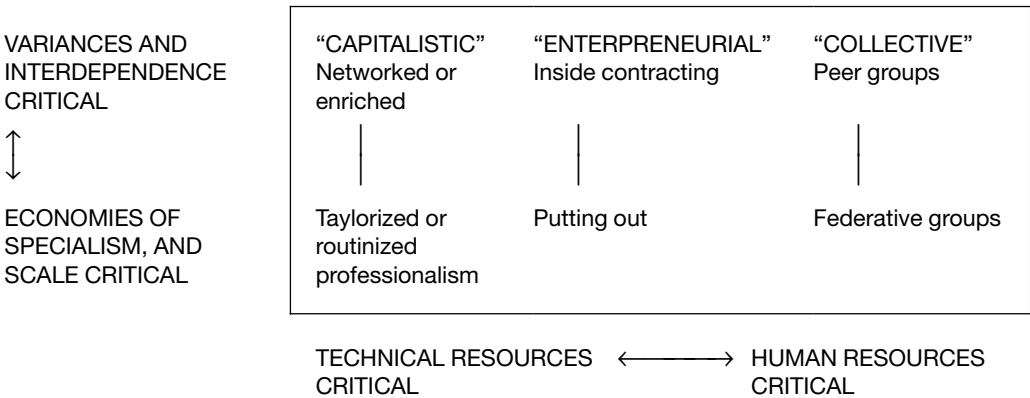 VARIANCES AND
INTERDEPENDENCE
CRITICAL
ECONOMIES OF
SPECIALISM, AND
SCALE CRITICAL
“CAPITALISTIC”
Networked or
enriched
Taylorized or
routinized
professionalism
“ENTERPRENEURIAL”
Inside contracting
Putting out
“COLLECTIVE”
Peer groups
Federative groups
TECHNICAL RESOURCES
CRITICAL
HUMAN RESOURCES
CRITICAL